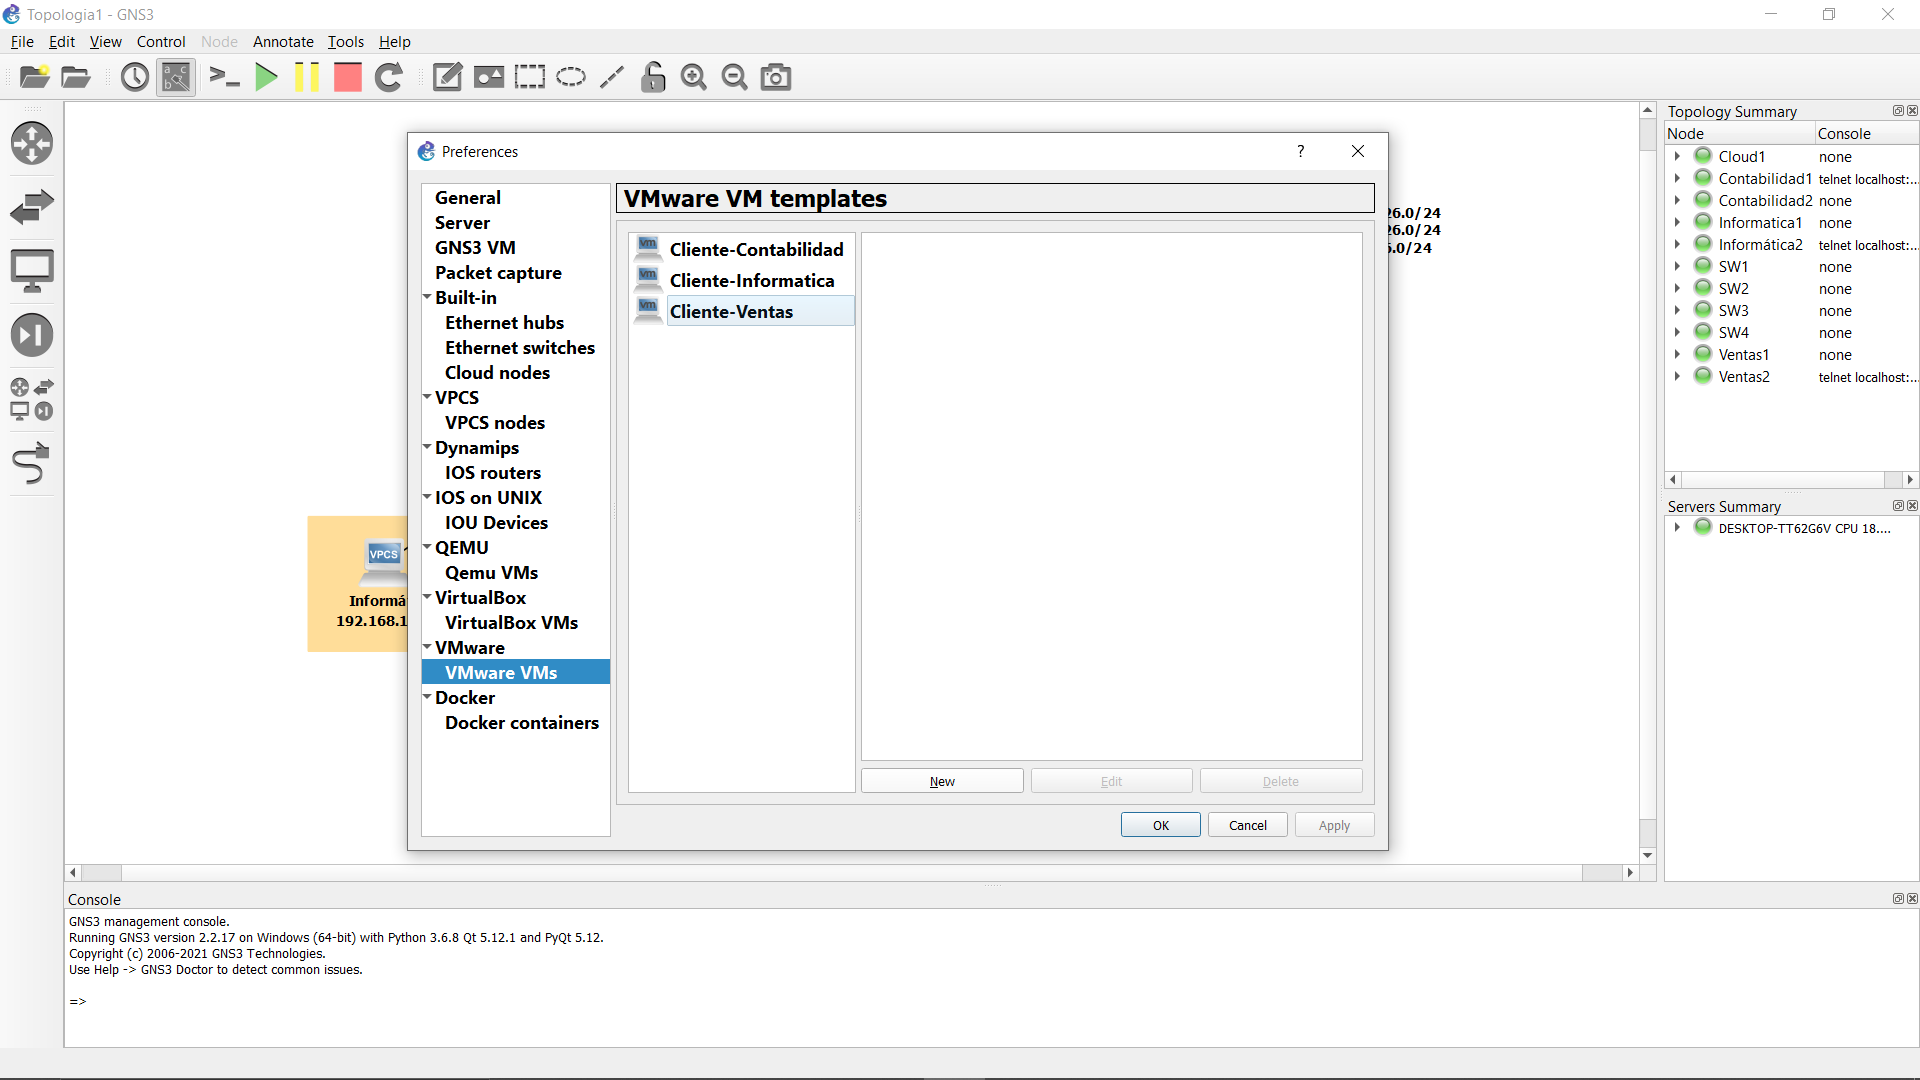 Topologia1 - GNS3
File Edit View Control Node Annotate Tools Help
Topology Summary
Node Console
Cloud1 none
Contabilidad1 telnet localhost:...
Contabilidad2 none
Informatica1 none
Informática2 telnet localhost:...
SW1 none
SW2 none
SW3 none
SW4 none
Ventas1 none
Ventas2 telnet localhost:...
Servers Summary
DESKTOP-TT62G6V CPU 18....
26.0/24
26.0/24
.0/24
VPCS
Informá
192.168.1
Preferences
?
General
Server
GNS3 VM
Packet capture
Built-in
Ethernet hubs
Ethernet switches
Cloud nodes
VPCS
VPCS nodes
Dynamips
IOS routers
IOS on UNIX
IOU Devices
QEMU
Qemu VMs
VirtualBox
VirtualBox VMs
VMware
VMware VMs
Docker
Docker containers
VMware VM templates
vm Cliente-Contabilidad
vm Cliente-Informatica
vm Cliente-Ventas
New Edit Delete
OK Cancel Apply
Console
GNS3 management console.
Running GNS3 version 2.2.17 on Windows (64-bit) with Python 3.6.8 Qt 5.12.1 and PyQt 5.12.
Copyright (c) 2006-2021 GNS3 Technologies.
Use Help -> GNS3 Doctor to detect common issues.
=>